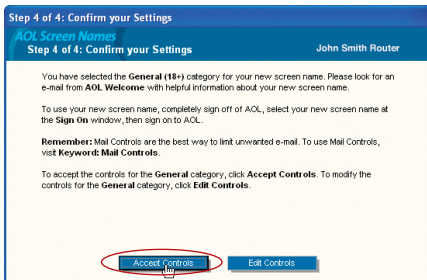 Step 4 of 4: Confirm your Settings
AOL Screen Names
Step 4 of 4: Confirm your Settings
John Smith Router
You have selected the General (18+) category for your new screen name. Please look for an
e-mail from AOL Welcome with helpful information about your new screen name.
To use your new screen name, completely sign off of AOL, select your new screen name at
the Sign On window, then sign on to AOL.
Remember: Mail Controls are the best way to limit unwanted e-mail. To use Mail Controls,
visit Keyword: Mail Controls.
To accept the controls for the General category, click Accept Controls. To modify the
controls for the General category, click Edit Controls.
Accept Controls
Edit Controls